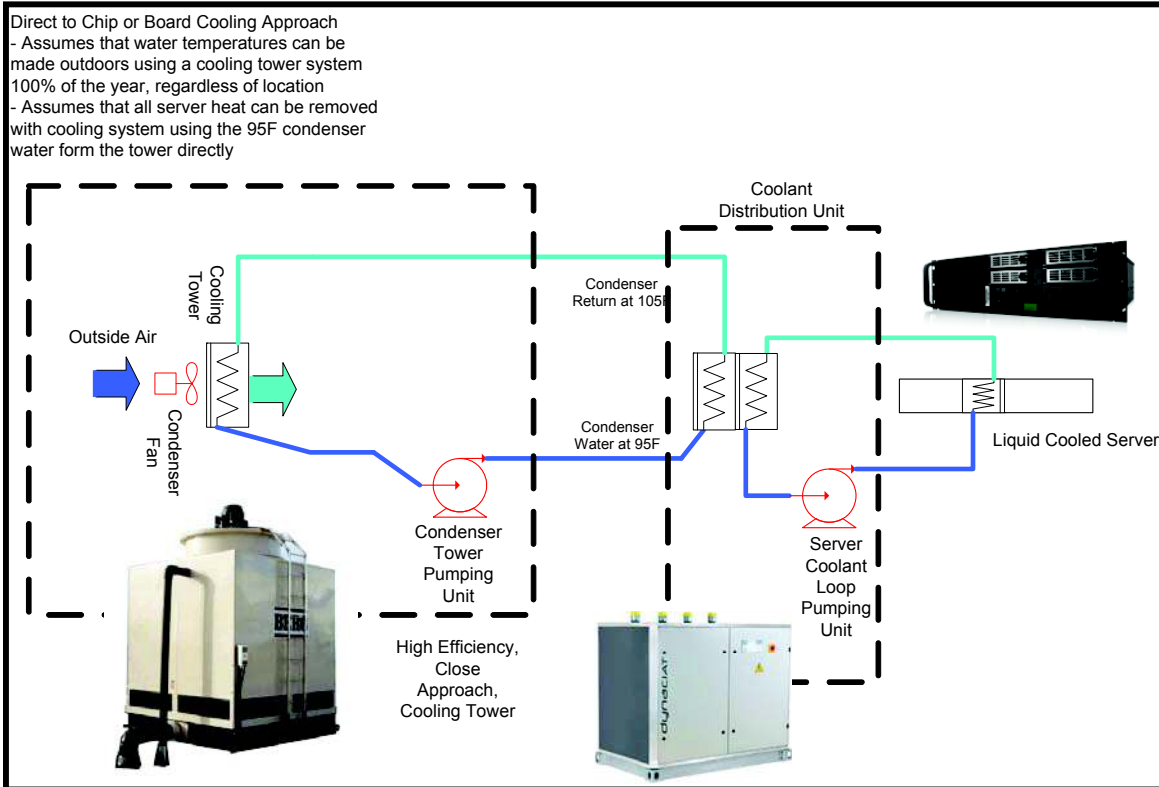 Direct to Chip or Board Cooling Approach
- Assumes that water temperatures can be
made outdoors using a cooling tower system
100% of the year, regardless of location
- Assumes that all server heat can be removed
with cooling system using the 95F condenser
water form the tower directly
Coolant
Distribution Unit
Cooling
Tower
Condenser
Return at 105F
Outside Air
Condenser
Fan
Condenser
Water at 95F
Liquid Cooled Server
Condenser
Tower
Pumping
Unit
Server
Coolant
Loop
Pumping
Unit
High Efficiency,
Close
Approach,
Cooling Tower
dynaCIAT